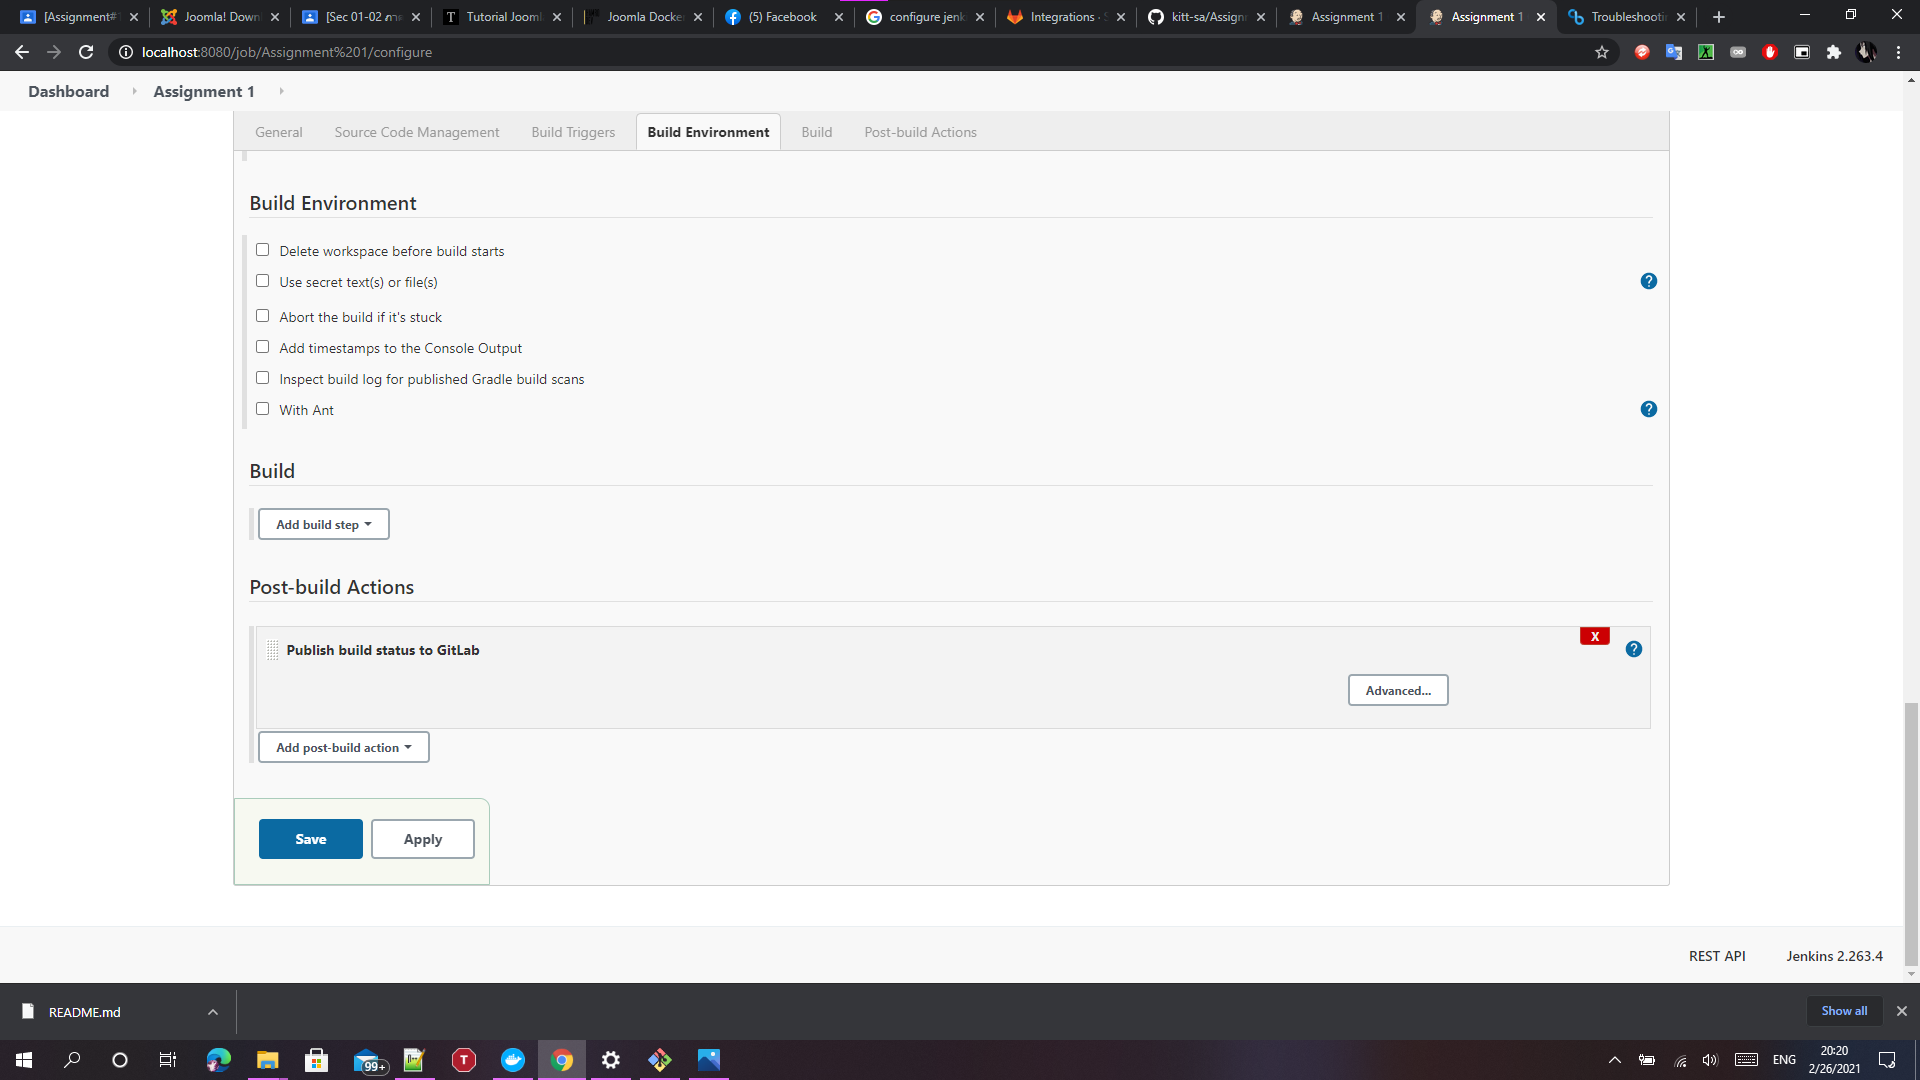 [Assignment#
Joomla! Down
[Sec 01-02 ภาค
Tutorial Jooml
Joomla Docke
(5) Facebook
configure jenk
Integrations · S
kitt-sa/Assign
Assignment 1
Assignment 1
Troubleshooti
localhost:8080/job/Assignment%201/configure
Dashboard
Assignment 1
General
Source Code Management
Build Triggers
Build Environment
Build
Post-build Actions
Build Environment
Delete workspace before build starts
Use secret text(s) or file(s)
?
Abort the build if it's stuck
Add timestamps to the Console Output
Inspect build log for published Gradle build scans
With Ant
?
Build
Add build step
Post-build Actions
X
Publish build status to GitLab
?
Advanced...
Add post-build action
Save
Apply
REST API
Jenkins 2.263.4
README.md
Show all
99+
T
ENG
20:20
2/26/2021